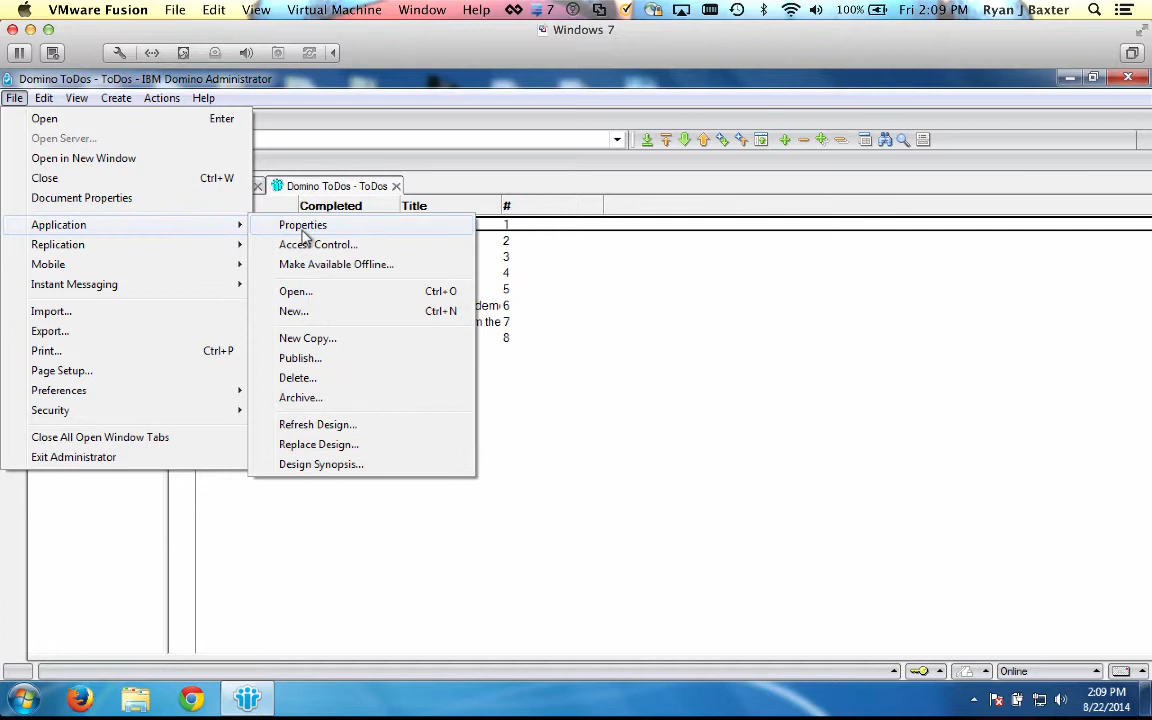 VMware Fusion File Edit View Virtual Machine Window Help 7 100% Fri 2:09 PM Ryan J Baxter
Windows 7
Domino ToDos - ToDos - IBM Domino Administrator
File Edit View Create Actions Help
Open Enter
Open Server...
Open in New Window
Close Ctrl+W
Document Properties
Application
Replication
Mobile
Instant Messaging
Import...
Export...
Print... Ctrl+P
Page Setup...
Preferences
Security
Close All Open Window Tabs
Exit Administrator
Properties
Access Control...
Make Available Offline...
Open... Ctrl+O
New... Ctrl+N
New Copy...
Publish...
Delete...
Archive...
Refresh Design...
Replace Design...
Design Synopsis...
Domino ToDos - ToDos
Completed Title #
1
2
3
4
5
6
the 7
8
Online
2:09 PM
8/22/2014